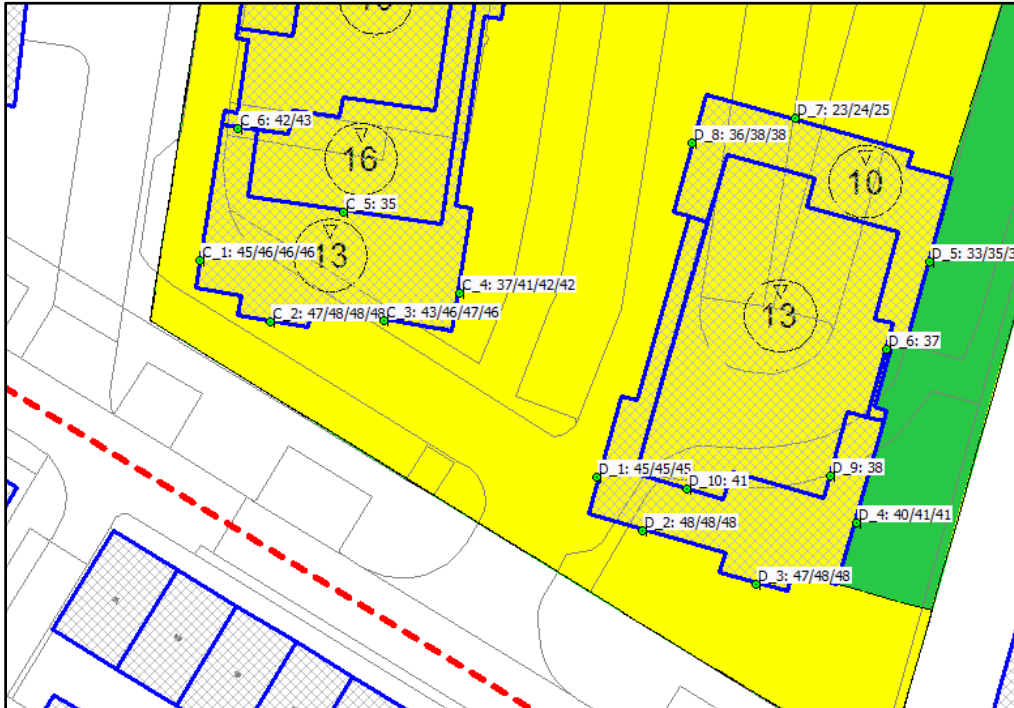 D_7: 23/24/25
C_6: 42/43
D_8: 36/38/38
16
10
C_5: 35
13
C_1: 45/46/46/46
D_5: 33/35/3
C_4: 37/41/42/42
13
C_2: 47/48/48/48
C_3: 43/46/47/46
D_6: 37
D_1: 45/45/45
D_9: 38
D_10: 41
D_4: 40/41/41
D_2: 48/48/48
D_3: 47/48/48